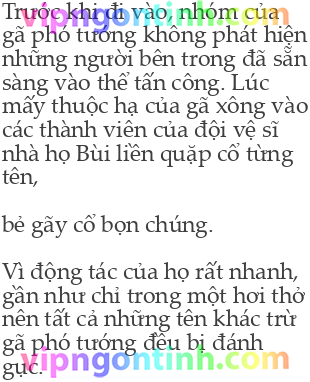 Trước khi đi vào, nhóm của
gã phó tướng không phát hiện
những người bên trong đã sẵn
sàng vào thể tấn công. Lúc
mấy thuộc hạ của gã xông vào
các thành viên của đội vệ sĩ
nhà họ Bùi liền quặp cổ từng
tên,
bẻ gãy cổ bọn chúng.
Vì động tác của họ rất nhanh,
gần như chỉ trong một hơi thở
nên tất cả những tên khác trừ
gã phó tướng đều bị đánh
gục.
vipngontinh.com
vipngontinh.com